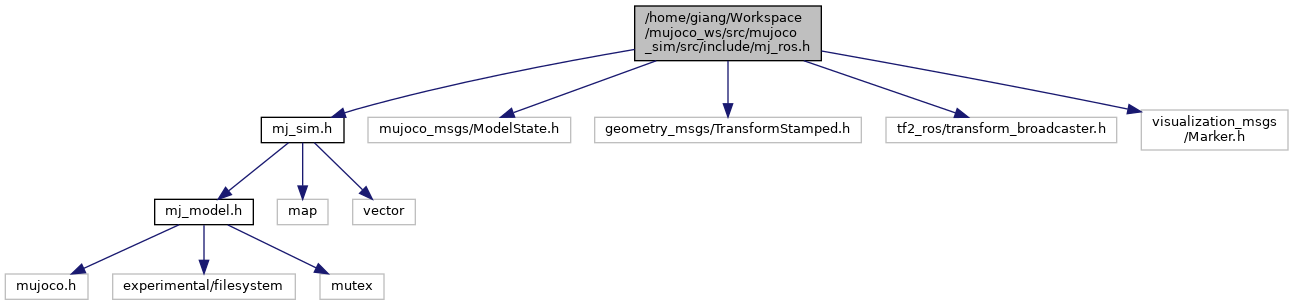 /home/giang/Workspace
/mujoco_ws/src/mujoco
_sim/src/include/mj_ros.h
mj_sim.h
mujoco_msgs/ModelState.h
geometry_msgs/TransformStamped.h
tf2_ros/transform_broadcaster.h
visualization_msgs
/Marker.h
mj_model.h
map
vector
mujoco.h
experimental/filesystem
mutex